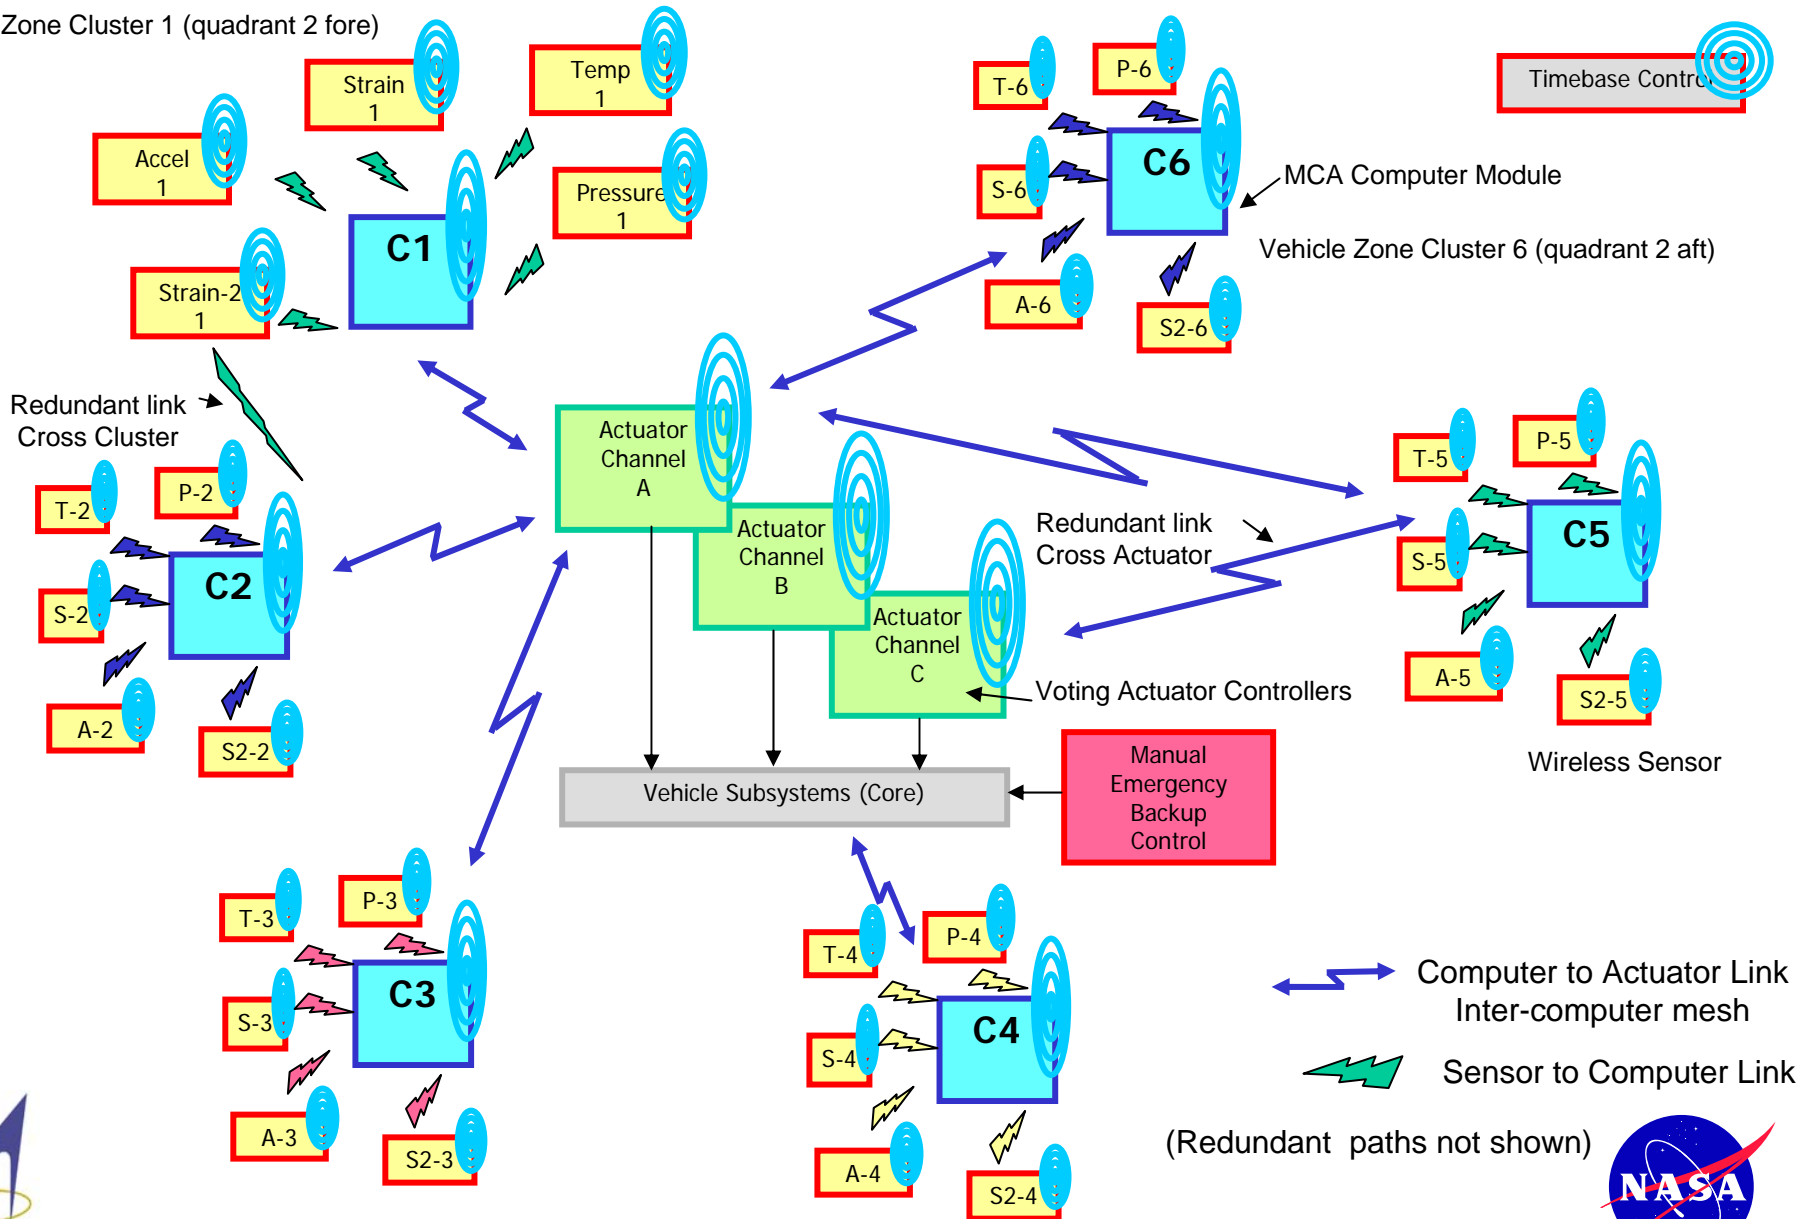 Zone Cluster 1 (quadrant 2 fore)
Strain
1
Temp
1
Accel
1
Pressure
1
C1
Strain-2
1
T-6
P-6
S-6
C6
A-6
S2-6
Timebase Control
MCA Computer Module
Vehicle Zone Cluster 6 (quadrant 2 aft)
Redundant link
Cross Cluster
T-2
P-2
S-2
C2
A-2
S2-2
Actuator
Channel
A
Actuator
Channel
B
Actuator
Channel
C
Redundant link
Cross Actuator
Voting Actuator Controllers
T-5
P-5
S-5
C5
A-5
S2-5
Wireless Sensor
Vehicle Subsystems (Core)
Manual
Emergency
Backup
Control
T-3
P-3
S-3
C3
A-3
S2-3
T-4
P-4
S-4
C4
A-4
S2-4
Computer to Actuator Link
Inter-computer mesh
Sensor to Computer Link
(Redundant paths not shown)
NASA